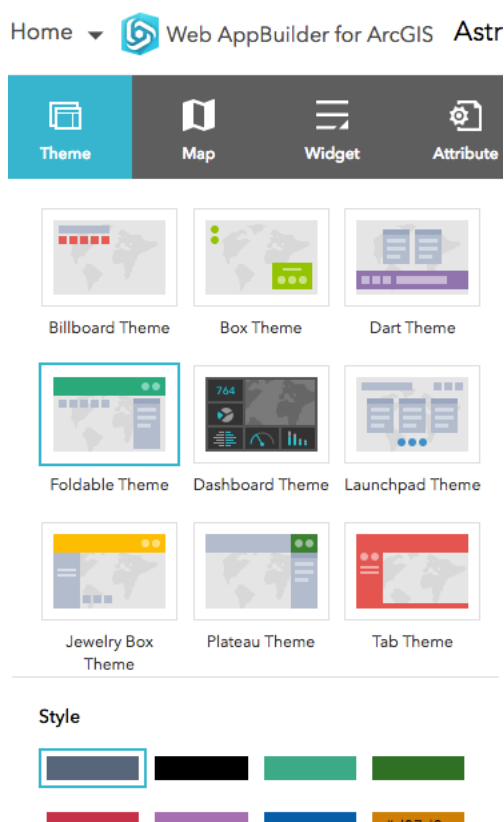 Home Web AppBuilder for ArcGIS Astr
Theme Map Widget Attribute
Billboard Theme Box Theme Dart Theme
764
Foldable Theme Dashboard Theme Launchpad Theme
Jewelry Box Plateau Theme Tab Theme
Theme
Style